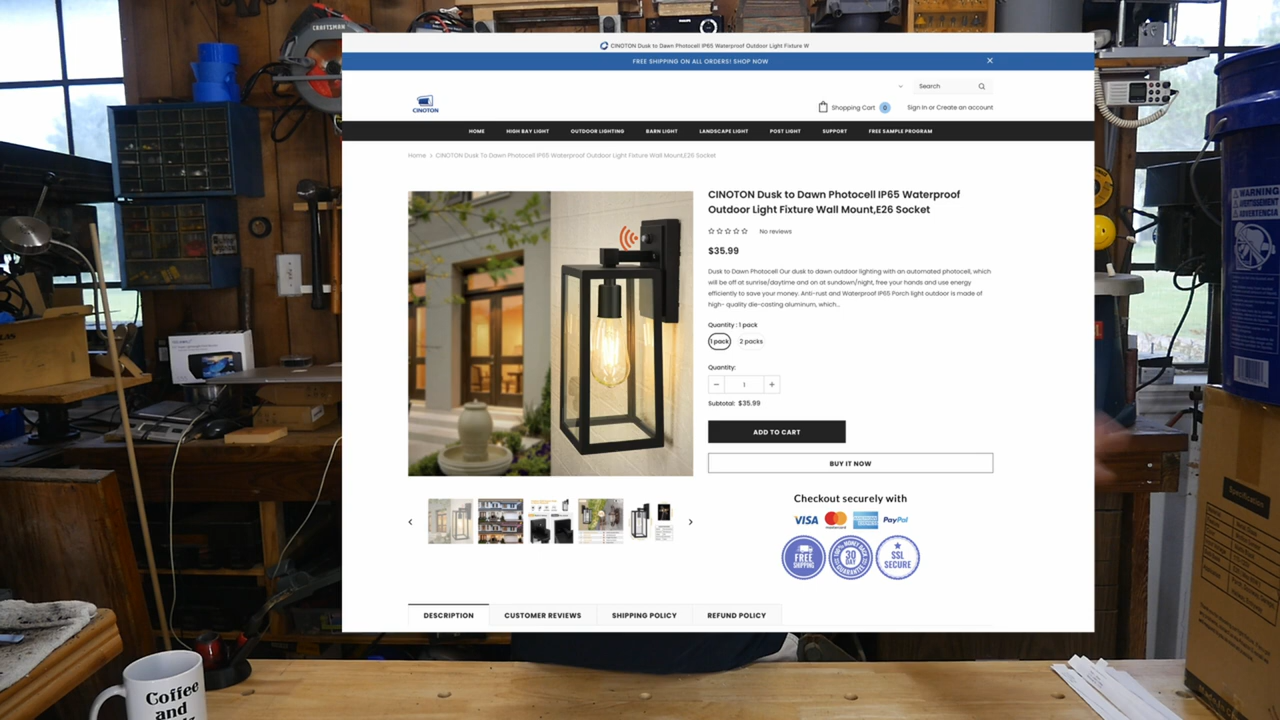 CRAFTSMAN
CINOTON Dusk to Dawn Photocell IP65 Waterproof Outdoor Light Fixture W
FREE SHIPPING ON ALL ORDERS! SHOP NOW
Search
CINOTON
Shopping Cart 0
Sign In or Create an account
HOME
HIGH BAY LIGHT
OUTDOOR LIGHTING
BARN LIGHT
LANDSCAPE LIGHT
POST LIGHT
SUPPORT
FREE SAMPLE PROGRAM
Home > CINOTON Dusk To Dawn Photocell IP65 Waterproof Outdoor Light Fixture Wall Mount,E26 Socket
CINOTON Dusk to Dawn Photocell IP65 Waterproof
Outdoor Light Fixture Wall Mount,E26 Socket
No reviews
$35.99
Dusk to Dawn Photocell Our dusk to dawn outdoor lighting with an automated photocell, which
will be off at sunrise/daytime and on at sundown/night, free your hands and use energy
efficiently to save your money. Anti-rust and Waterproof IP65 Porch light outdoor is made of
high- quality die-casting aluminum, which...
Quantity : 1 pack
1 pack
2 packs
Quantity:
− 1 +
Subtotal: $35.99
ADD TO CART
BUY IT NOW
Checkout securely with
VISA
mastercard
AMERICAN EXPRESS
PayPal
FREE
SHIPPING
30
DAY
SSL
SECURE
DESCRIPTION
CUSTOMER REVIEWS
SHIPPING POLICY
REFUND POLICY
WARNING
ADVERTENCIA
Specification
Coffee
and